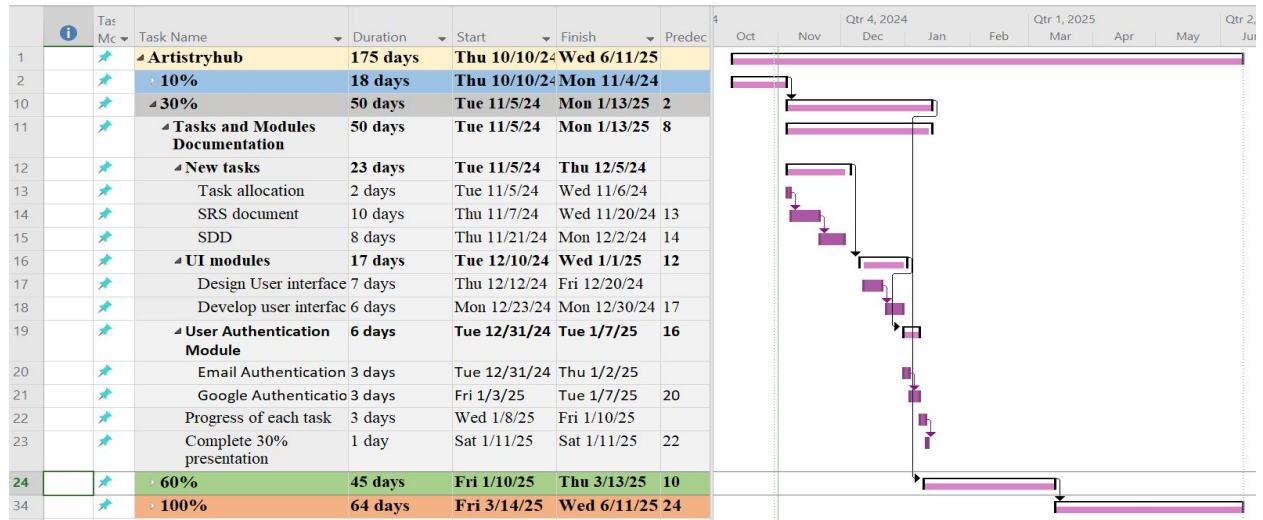 Tas Mc Task Name Duration Start Finish Predec
4 Qtr 4, 2024 Qtr 1, 2025 Qtr 2,
Oct Nov Dec Jan Feb Mar Apr May Jun
1 Artistryhub 175 days Thu 10/10/24 Wed 6/11/25
2 10% 18 days Thu 10/10/24 Mon 11/4/24
10 30% 50 days Tue 11/5/24 Mon 1/13/25 2
11 Tasks and Modules 50 days Tue 11/5/24 Mon 1/13/25 8
Documentation
12 New tasks 23 days Tue 11/5/24 Thu 12/5/24
13 Task allocation 2 days Tue 11/5/24 Wed 11/6/24
14 SRS document 10 days Thu 11/7/24 Wed 11/20/24 13
15 SDD 8 days Thu 11/21/24 Mon 12/2/24 14
16 UI modules 17 days Tue 12/10/24 Wed 1/1/25 12
17 Design User interface 7 days Thu 12/12/24 Fri 12/20/24
18 Develop user interfac 6 days Mon 12/23/24 Mon 12/30/24 17
19 User Authentication 6 days Tue 12/31/24 Tue 1/7/25 16
Module
20 Email Authentication 3 days Tue 12/31/24 Thu 1/2/25
21 Google Authenticatio 3 days Fri 1/3/25 Tue 1/7/25 20
22 Progress of each task 3 days Wed 1/8/25 Fri 1/10/25
23 Complete 30% 1 day Sat 1/11/25 Sat 1/11/25 22
presentation
24 60% 45 days Fri 1/10/25 Thu 3/13/25 10
34 100% 64 days Fri 3/14/25 Wed 6/11/25 24